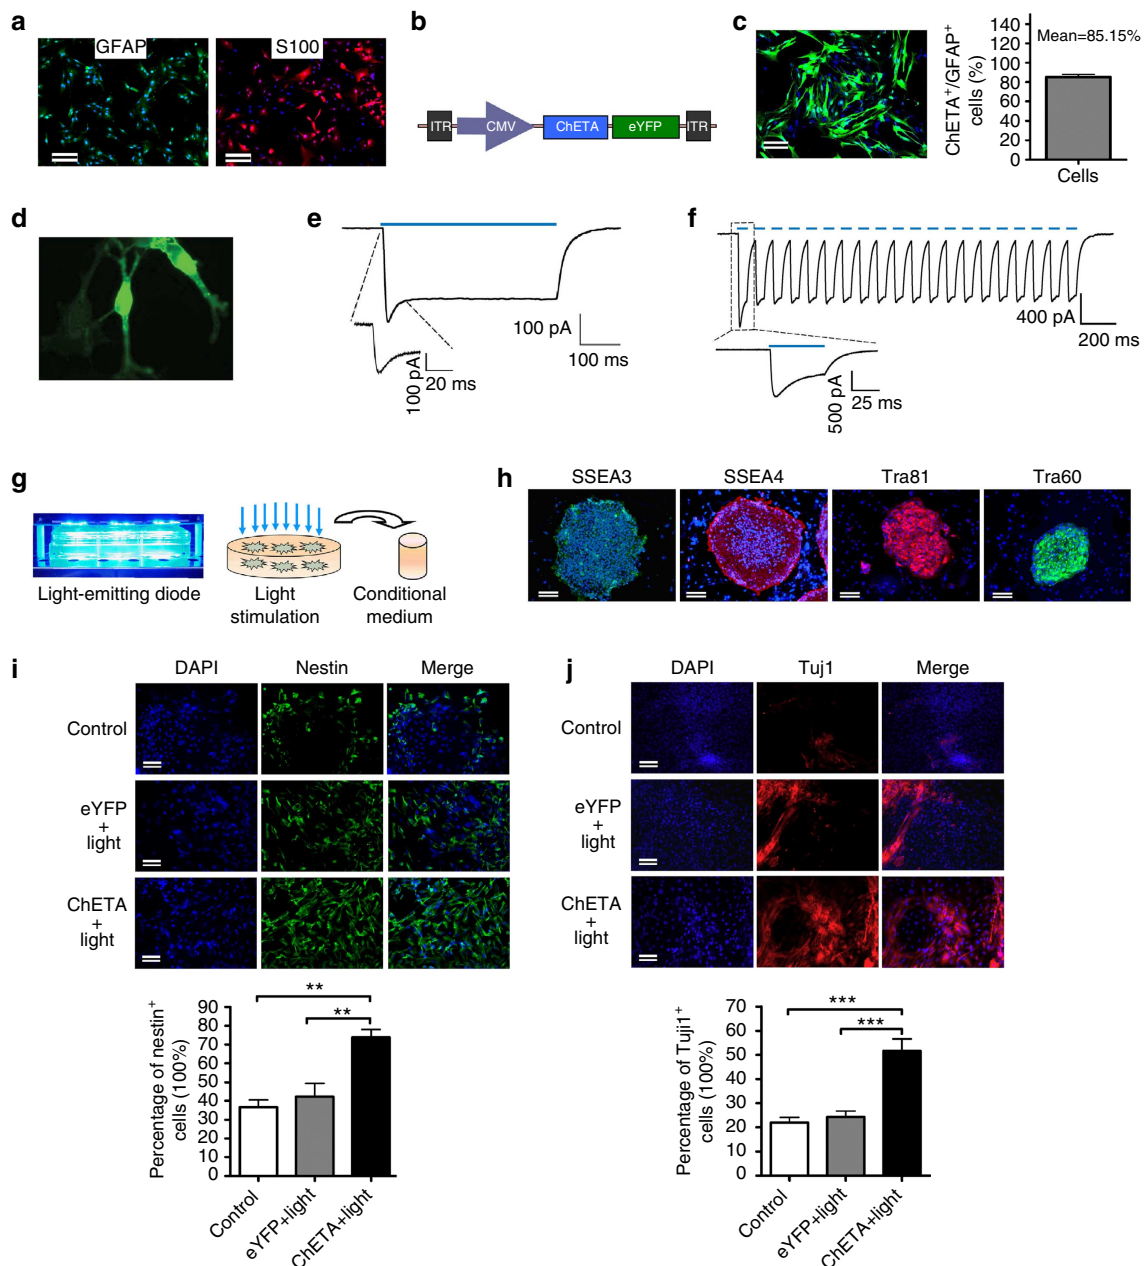 a
GFAP
S100
b
ITR
CMV
ChETA
eYFP
ITR
c
ChETA+/GFAP+
cells (%)
140
120
100
80
60
40
20
0
Mean=85.15%
Cells
d
e
100 pA
100 ms
100 pA
20 ms
f
400 pA
200 ms
500 pA
25 ms
g
Light-emitting diode
Light
stimulation
Conditional
medium
h
SSEA3
SSEA4
Tra81
Tra60
i
DAPI
Nestin
Merge
Control
eYFP
+
light
ChETA
+
light
Percentage of nestin+
cells (100%)
90
80
70
60
50
40
30
20
10
0
**
**
Control
eYFP+light
ChETA+light
j
DAPI
Tuj1
Merge
Control
eYFP
+
light
ChETA
+
light
Percentage of Tuji1+
cells (100%)
70
60
50
40
30
20
10
0
***
***
Control
eYFP+light
ChETA+light